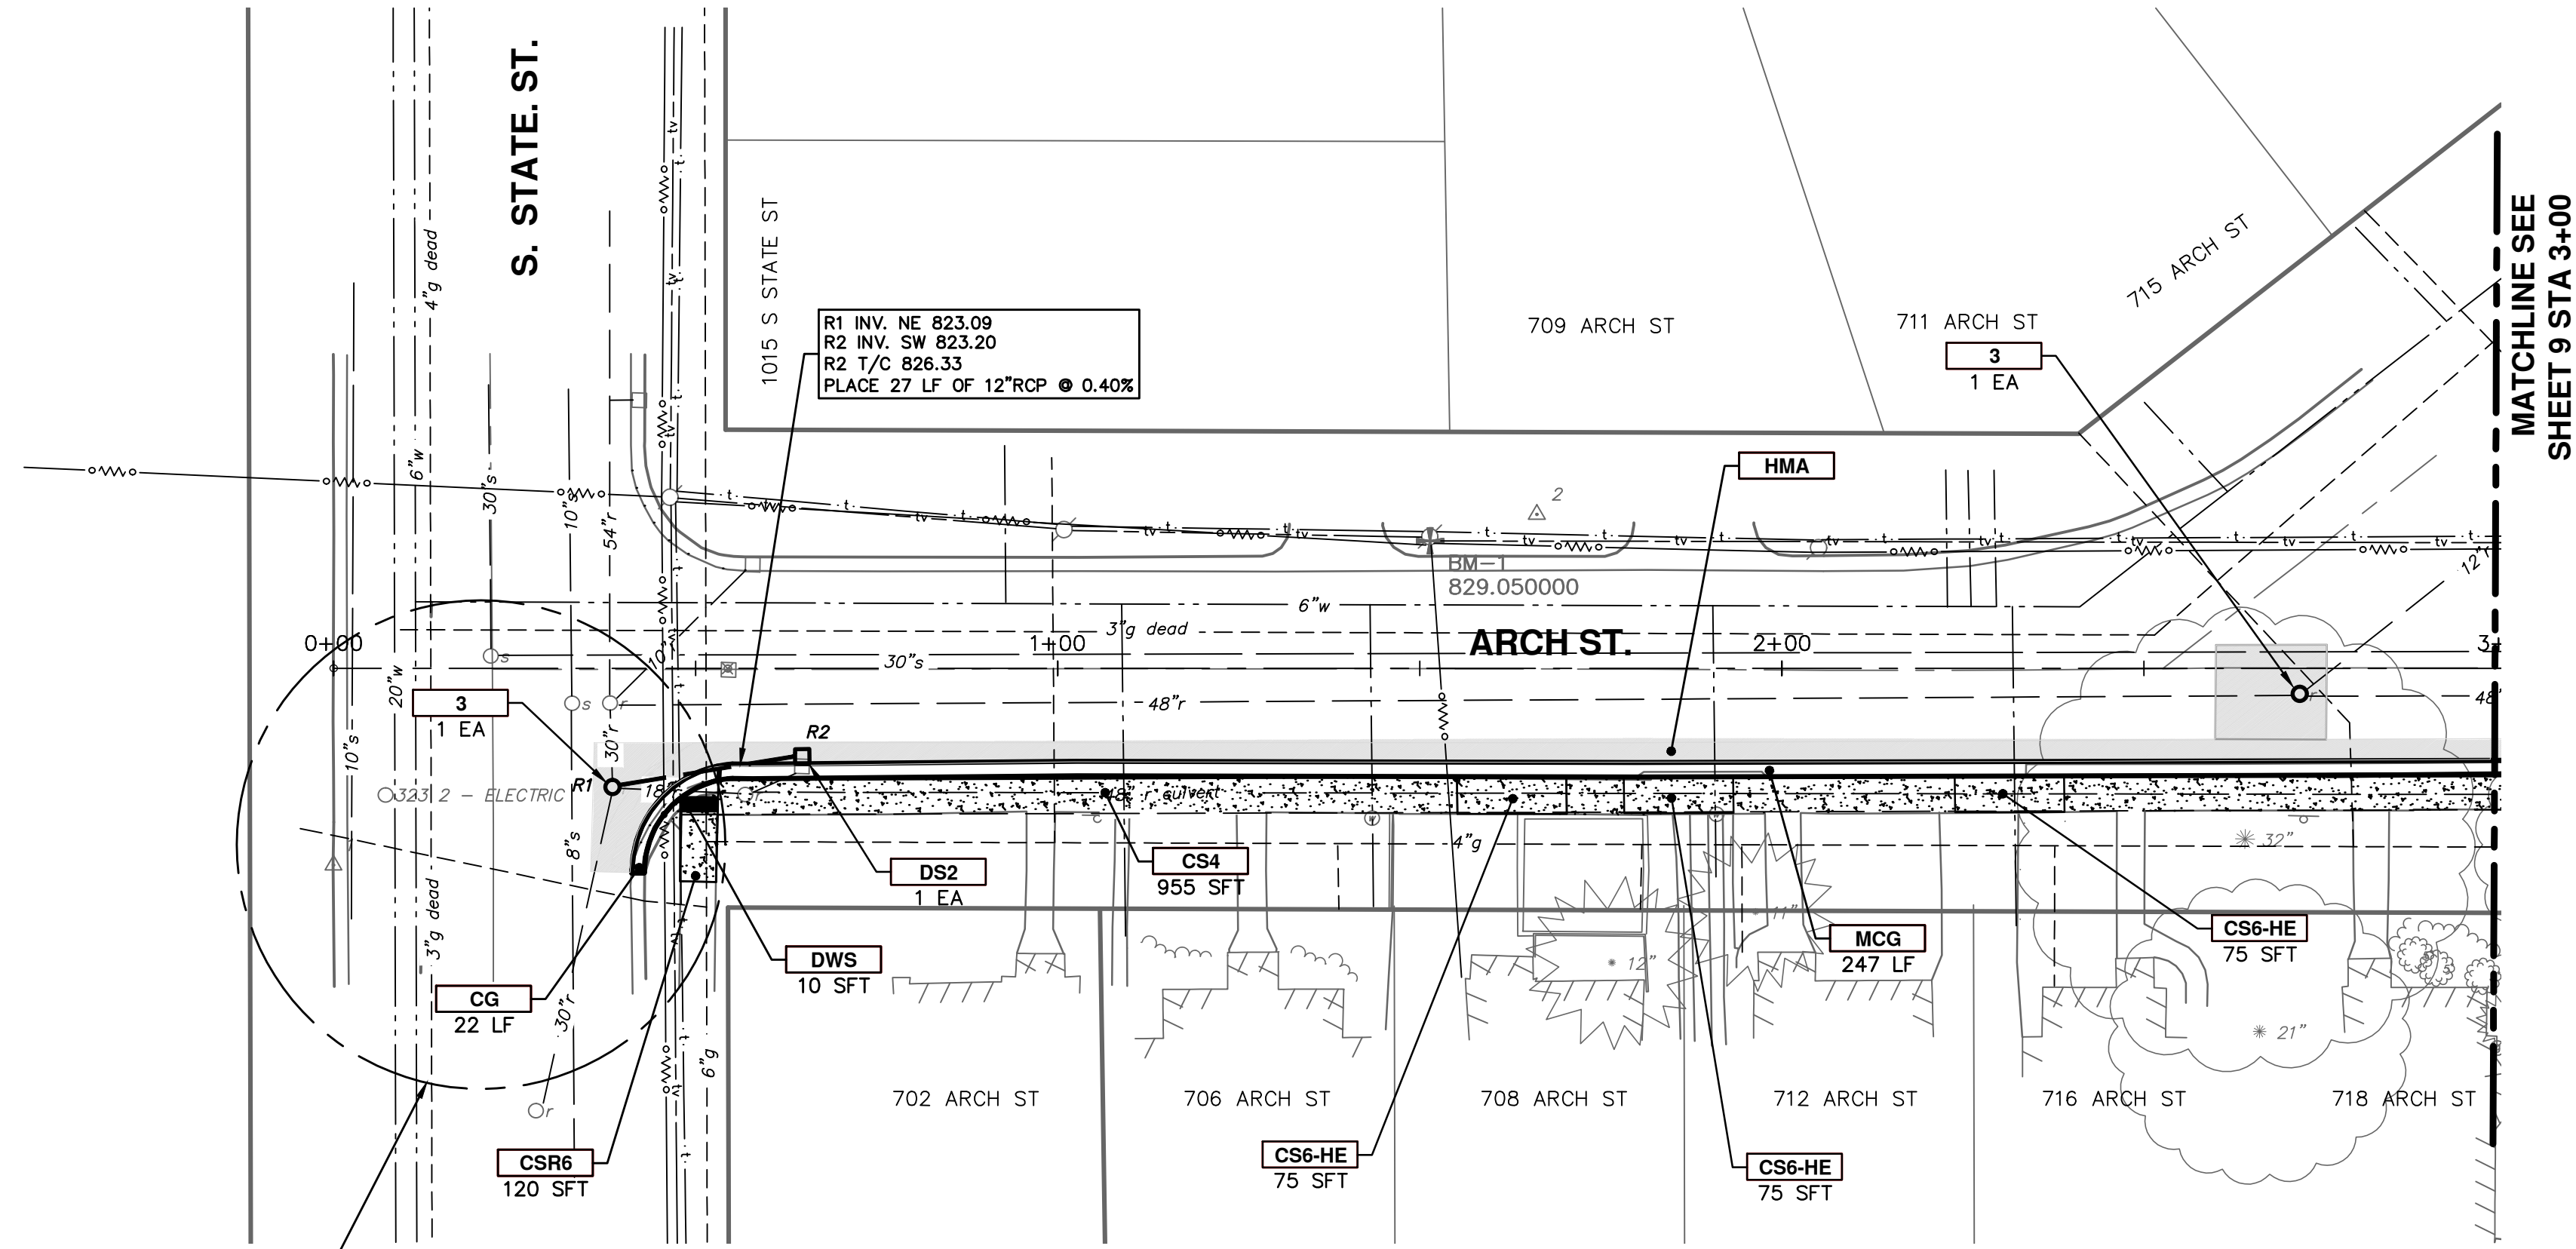 S. STATE. ST.
4"g dead
6"w
30"s
10"s
54"r
tv
t
1015 S STATE ST
R1 INV. NE 823.09
R2 INV. SW 823.20
R2 T/C 826.33
PLACE 27 LF OF 12"RCP @ 0.40%
709 ARCH ST
711 ARCH ST
715 ARCH ST
3
1 EA
MATCHLINE SEE
SHEET 9 STA 3+00
HMA
2
BM-1
829.050000
6"w
3"g dead
ARCH ST.
0+00
1+00
2+00
s
10"r
30"s
20"w
3
1 EA
s
r
48"r
10"s
30"r
R2
R1
323.2 - ELECTRIC
18"r culvert
8"s
4"g
32"
DS2
1 EA
CS4
955 SFT
11"
12"
MCG
247 LF
CS6-HE
75 SFT
DWS
10 SFT
3"g dead
CG
22 LF
30"r
6"g
21"
r
702 ARCH ST
706 ARCH ST
708 ARCH ST
712 ARCH ST
716 ARCH ST
718 ARCH ST
CSR6
120 SFT
CS6-HE
75 SFT
CS6-HE
75 SFT